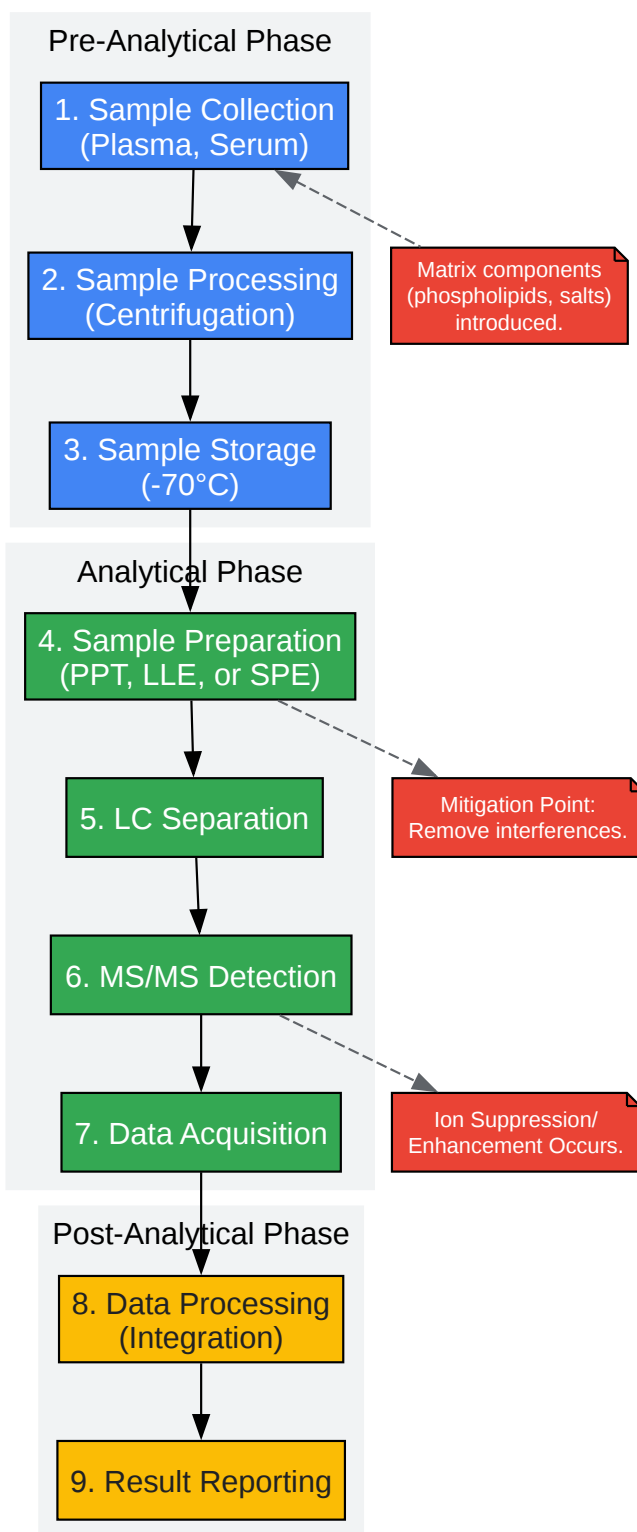 Pre-Analytical Phase
1. Sample Collection
(Plasma, Serum)
2. Sample Processing
(Centrifugation)
Matrix components
(phospholipids, salts)
introduced.
3. Sample Storage
(-70°C)
Analytical Phase
4. Sample Preparation
(PPT, LLE, or SPE)
5. LC Separation
Mitigation Point:
Remove interferences.
6. MS/MS Detection
7. Data Acquisition
Ion Suppression/
Enhancement Occurs.
Post-Analytical Phase
8. Data Processing
(Integration)
9. Result Reporting